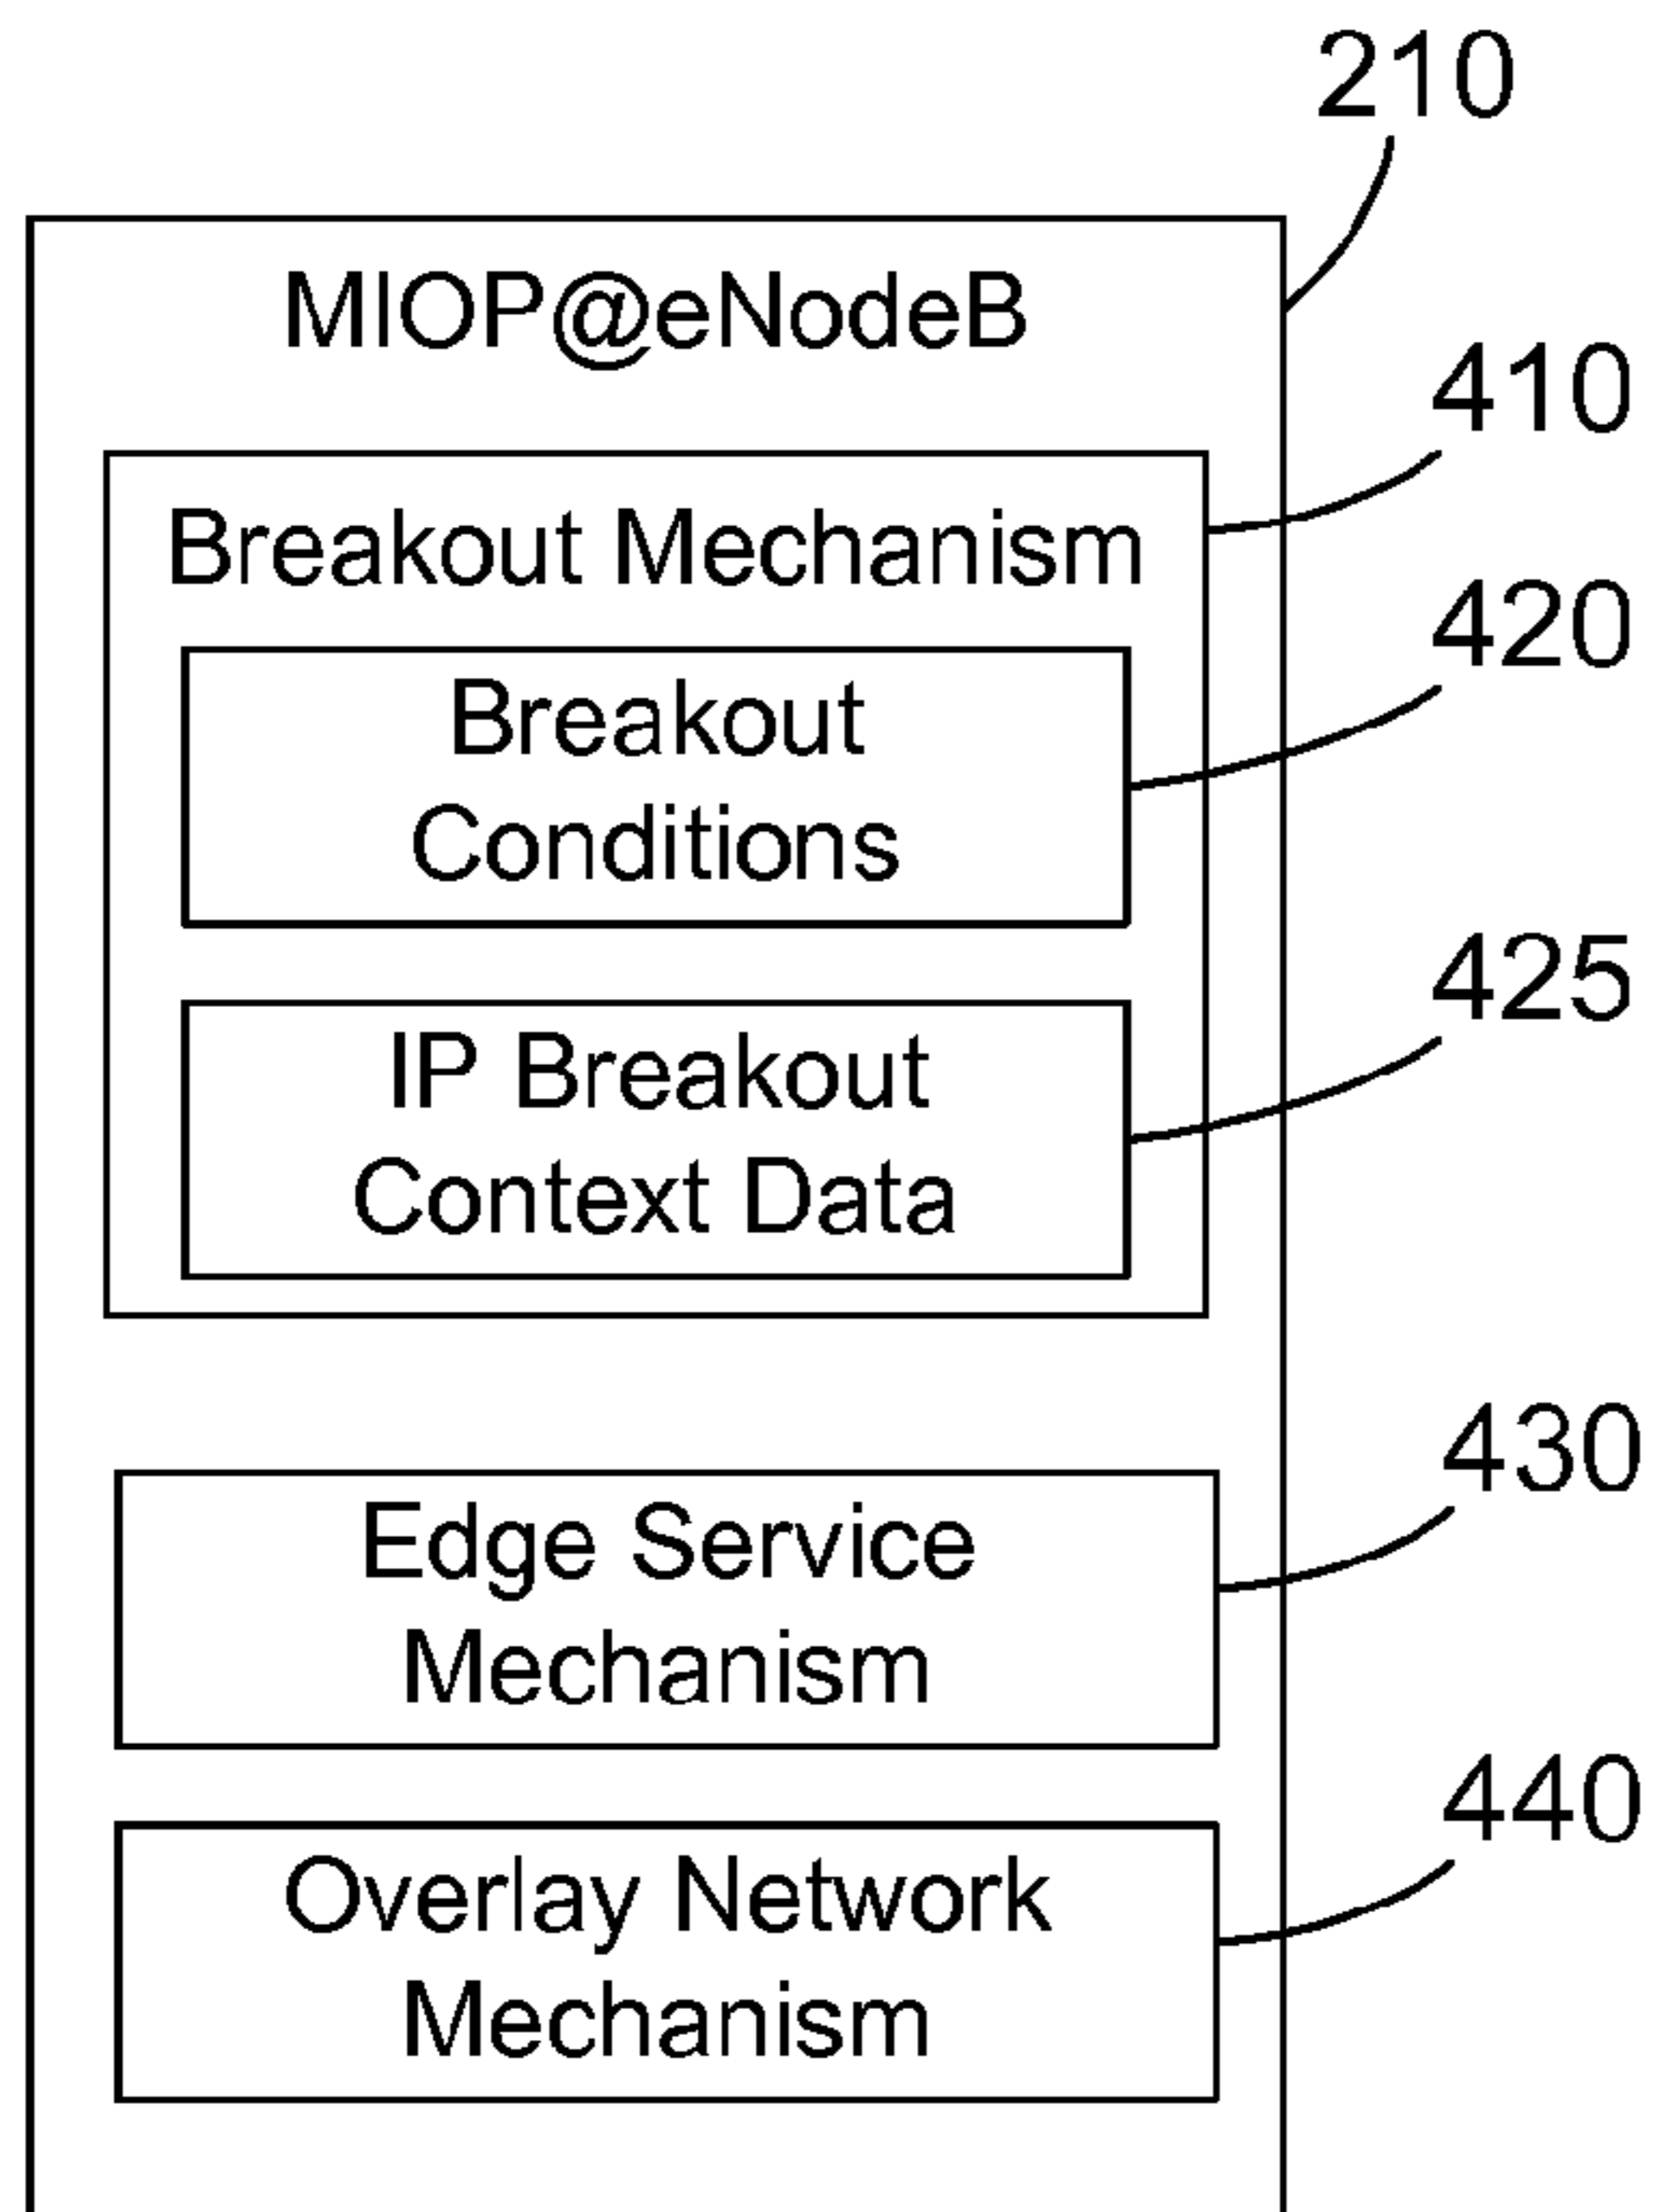 210
MIOP@eNodeB
410
Breakout Mechanism
420
Breakout
Conditions
425
IP Breakout
Context Data
430
Edge Service
Mechanism
440
Overlay Network
Mechanism